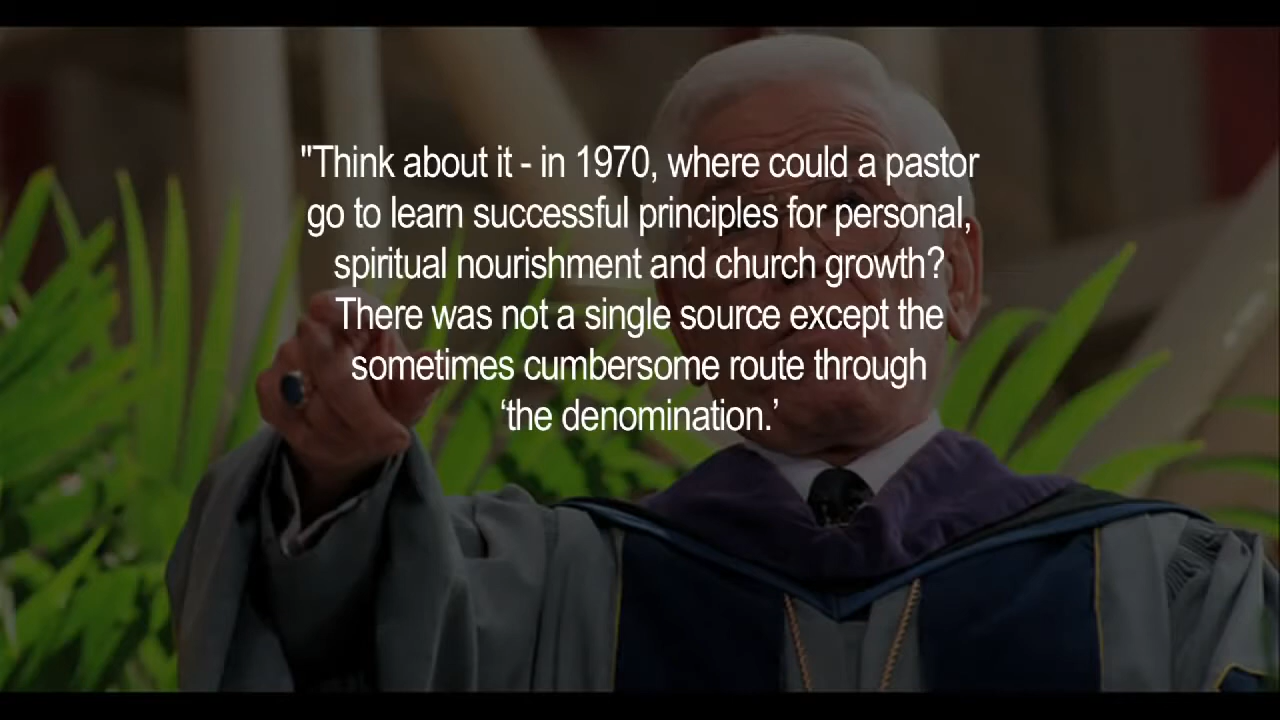 "Think about it - in 1970, where could a pastor
go to learn successful principles for personal,
spiritual nourishment and church growth?
There was not a single source except the
sometimes cumbersome route through
‘the denomination.’